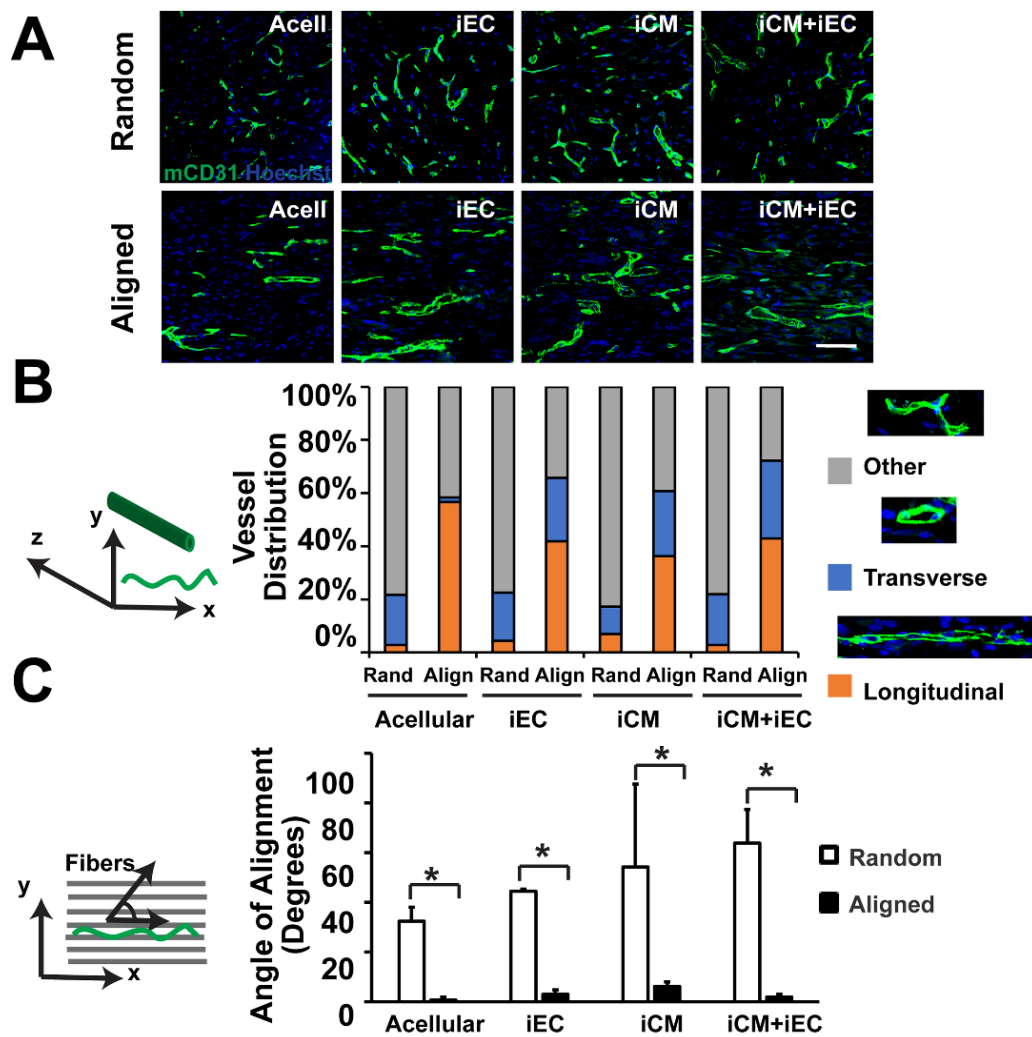 A
Random
Acell
iEC
iCM
iCM+iEC
mCD31 Hoechst
Aligned
Acell
iEC
iCM
iCM+iEC
B
y
z
x
Vessel
Distribution
100%
80%
60%
40%
20%
0%
Rand Align Rand Align Rand Align Rand Align
Acellular iEC iCM iCM+iEC
Other
Transverse
Longitudinal
C
Fibers
y
x
Angle of Alignment
(Degrees)
100
80
60
40
20
0
* * * *
Acellular iEC iCM iCM+iEC
Random
Aligned